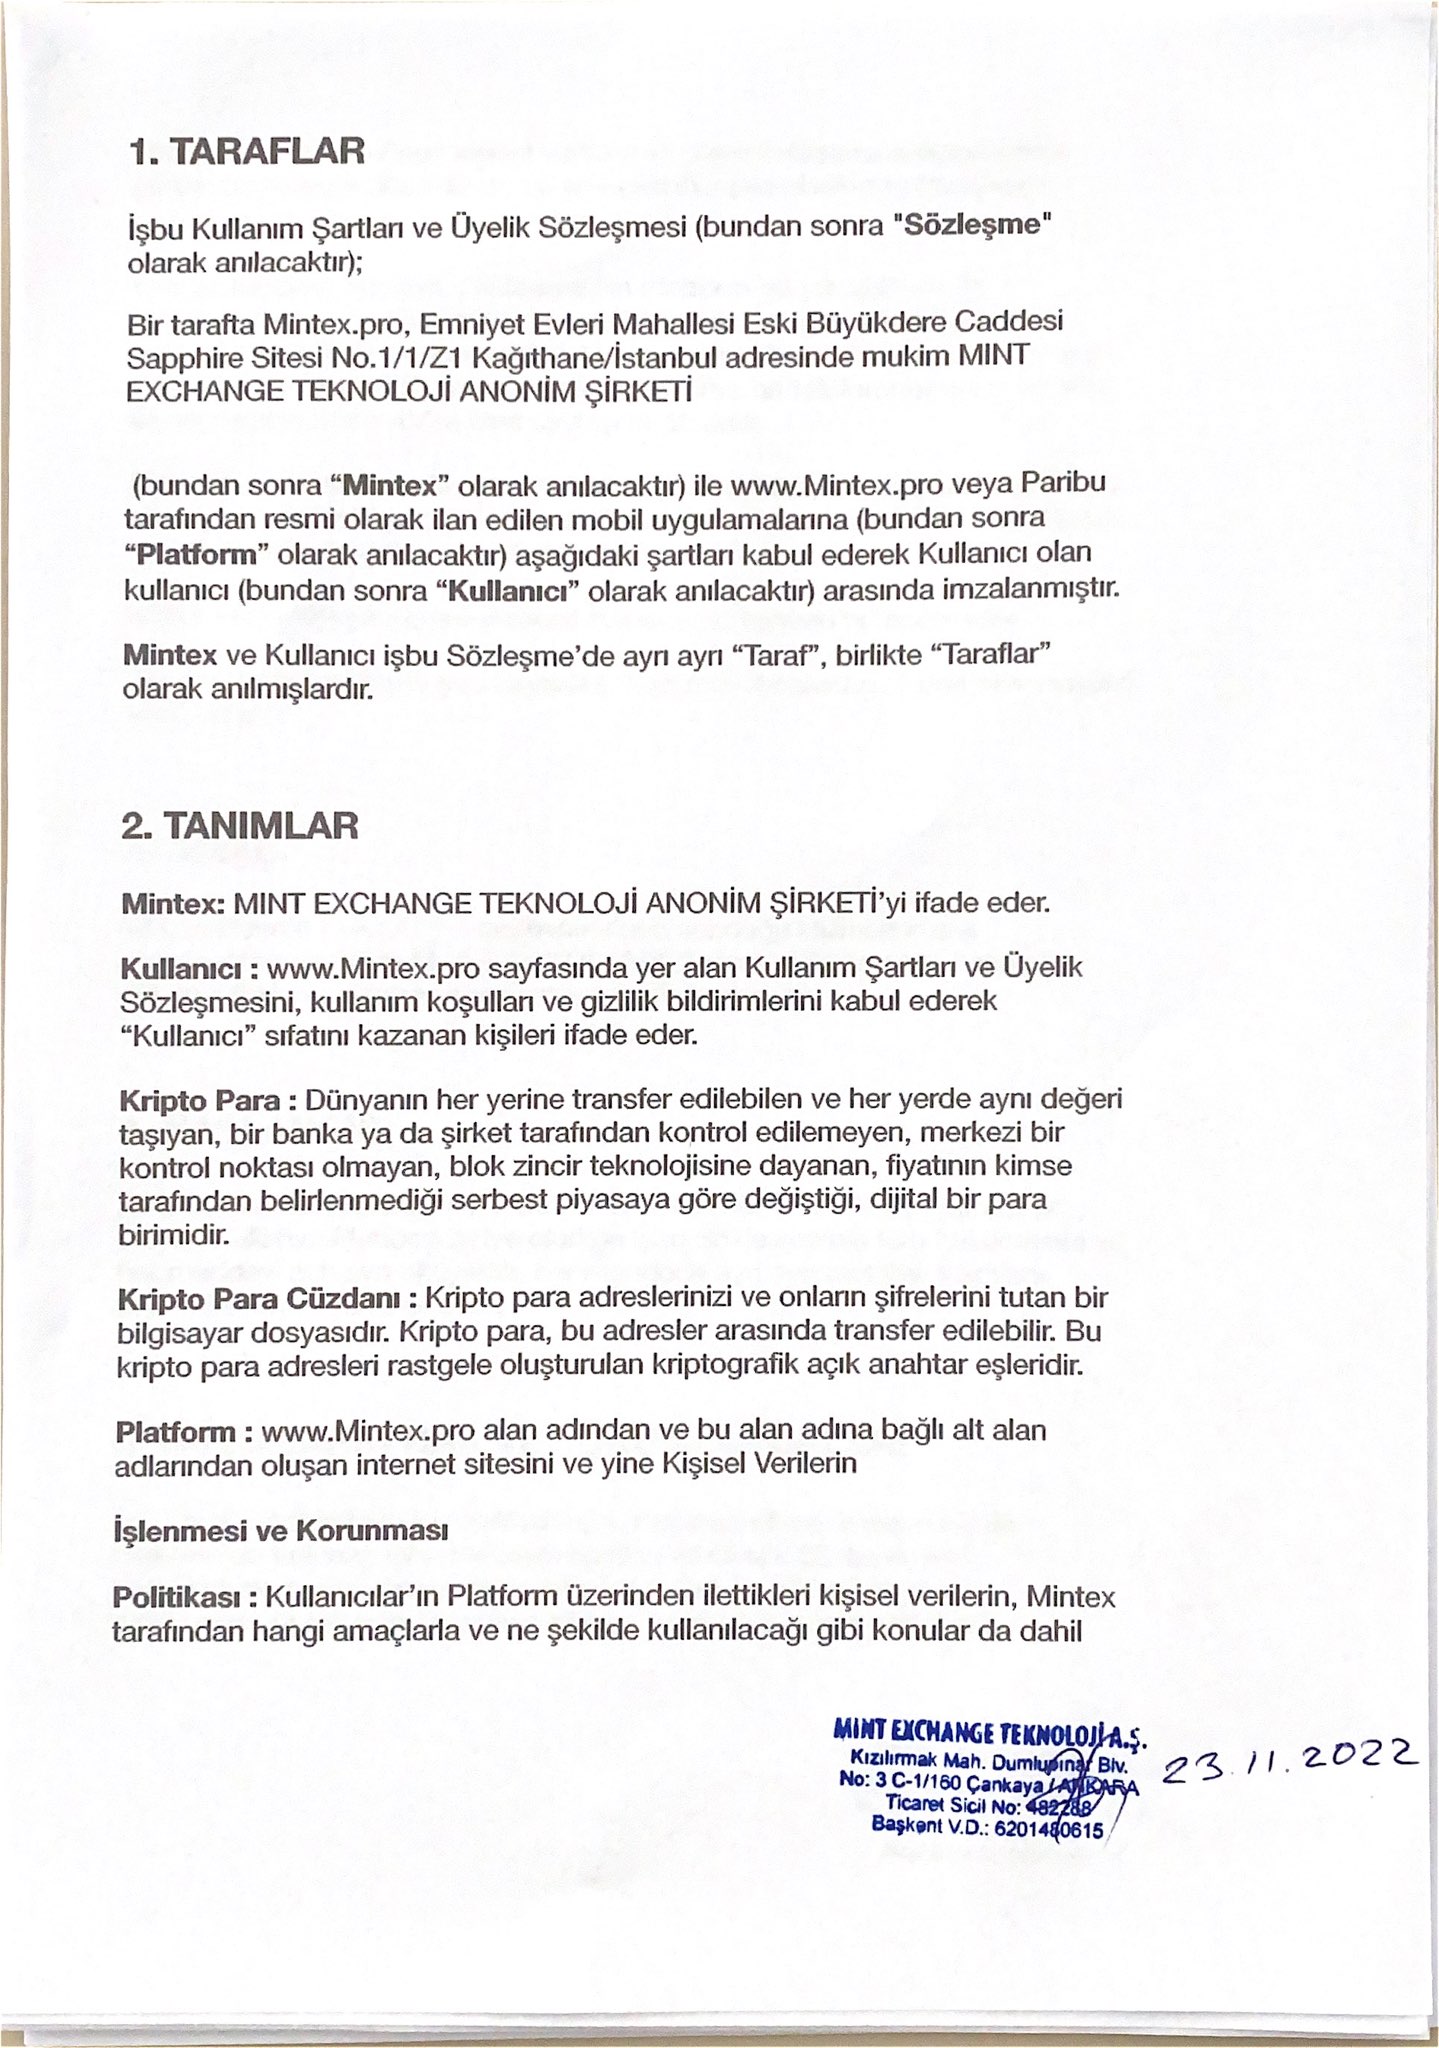 1. TARAFLAR
İşbu Kullanım Şartları ve Üyelik Sözleşmesi (bundan sonra "Sözleşme"
olarak anılacaktır);
Bir tarafta Mintex.pro, Emniyet Evleri Mahallesi Eski Büyükdere Caddesi
Sapphire Sitesi No.1/1/Z1 Kağıthane/İstanbul adresinde mukim MINT
EXCHANGE TEKNOLOJİ ANONİM ŞİRKETİ
(bundan sonra “Mintex” olarak anılacaktır) ile www.Mintex.pro veya Paribu
tarafından resmi olarak ilan edilen mobil uygulamalarına (bundan sonra
“Platform” olarak anılacaktır) aşağıdaki şartları kabul ederek Kullanıcı olan
kullanıcı (bundan sonra “Kullanıcı” olarak anılacaktır) arasında imzalanmıştır.
Mintex ve Kullanıcı işbu Sözleşme’de ayrı ayrı “Taraf”, birlikte “Taraflar”
olarak anılmışlardır.
2. TANIMLAR
Mintex: MINT EXCHANGE TEKNOLOJİ ANONİM ŞİRKETİ’yi ifade eder.
Kullanıcı : www.Mintex.pro sayfasında yer alan Kullanım Şartları ve Üyelik
Sözleşmesini, kullanım koşulları ve gizlilik bildirimlerini kabul ederek
“Kullanıcı” sıfatını kazanan kişileri ifade eder.
Kripto Para : Dünyanın her yerine transfer edilebilen ve her yerde aynı değeri
taşıyan, bir banka ya da şirket tarafından kontrol edilemeyen, merkezi bir
kontrol noktası olmayan, blok zincir teknolojisine dayanan, fiyatının kimse
tarafından belirlenmediği serbest piyasaya göre değiştiği, dijital bir para
birimidir.
Kripto Para Cüzdanı : Kripto para adreslerinizi ve onların şifrelerini tutan bir
bilgisayar dosyasıdır. Kripto para, bu adresler arasında transfer edilebilir. Bu
kripto para adresleri rastgele oluşturulan kriptografik açık anahtar eşleridir.
Platform : www.Mintex.pro alan adından ve bu alan adına bağlı alt alan
adlarından oluşan internet sitesini ve yine Kişisel Verilerin
İşlenmesi ve Korunması
Politikası : Kullanıcılar’ın Platform üzerinden ilettikleri kişisel verilerin, Mintex
tarafından hangi amaçlarla ve ne şekilde kullanılacağı gibi konular da dahil
MINT EXCHANGE TEKNOLOJİ A.Ş.
Kızılırmak Mah. Dumlupınar Blv.
No: 3 C-1/160 Çankaya / ANKARA
Ticaret Sicil No: 482288
Başkent V.D.: 6201480615
23.11.2022